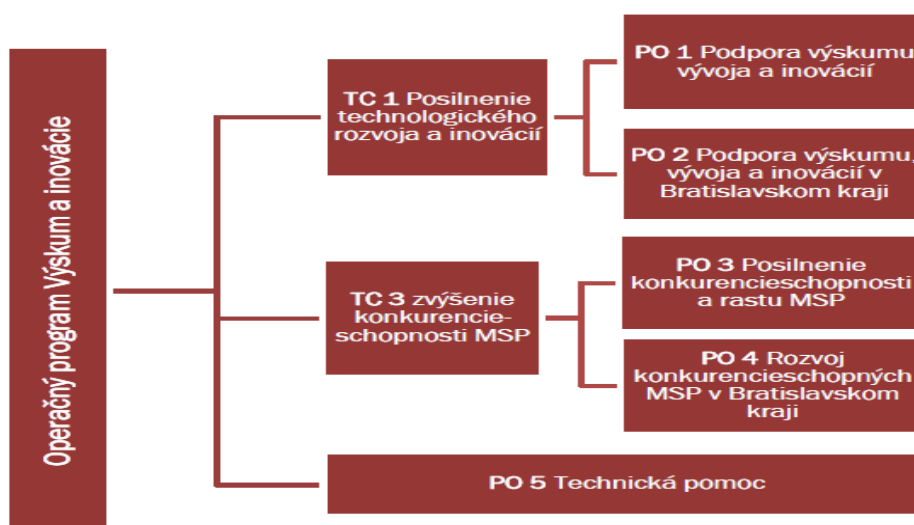 Operačný program Výskum a inovácie
TC 1 Posilnenie
technologického
rozvoja a inovácií
PO 1 Podpora výskumu
vývoja a inovácií
PO 2 Podpora výskumu,
vývoja a inovácií v
Bratislavskom kraji
TC 3 zvýšenie
konkurencie-
schopnosti MSP
PO 3 Posilnenie
konkurencieschopnosti
a rastu MSP
PO 4 Rozvoj
konkurencieschopných
MSP v Bratislavskom
kraji
PO 5 Technická pomoc